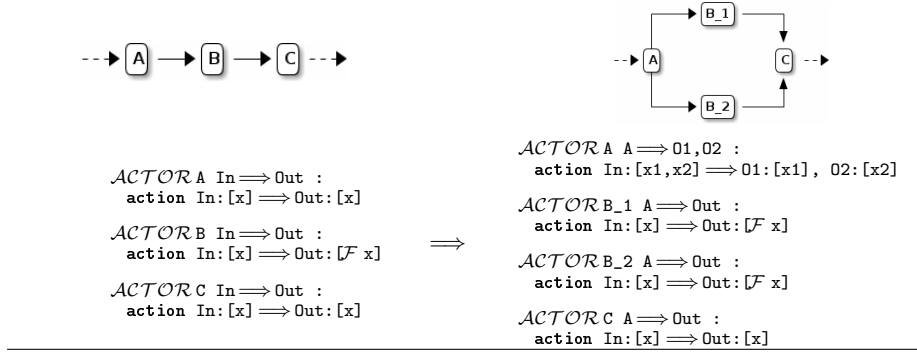 A B C
B_1
A C
B_2
𝒜𝒞𝒯𝒪ℛ A In⟹Out :
action In:[x]⟹Out:[x]
𝒜𝒞𝒯𝒪ℛ B In⟹Out :
action In:[x]⟹Out:[ℱ x]
𝒜𝒞𝒯𝒪ℛ C In⟹Out :
action In:[x]⟹Out:[x]
⟹
𝒜𝒞𝒯𝒪ℛ A A⟹O1,O2 :
action In:[x1,x2]⟹O1:[x1], O2:[x2]
𝒜𝒞𝒯𝒪ℛ B_1 A⟹Out :
action In:[x]⟹Out:[ℱ x]
𝒜𝒞𝒯𝒪ℛ B_2 A⟹Out :
action In:[x]⟹Out:[ℱ x]
𝒜𝒞𝒯𝒪ℛ C A⟹Out :
action In:[x]⟹Out:[x]